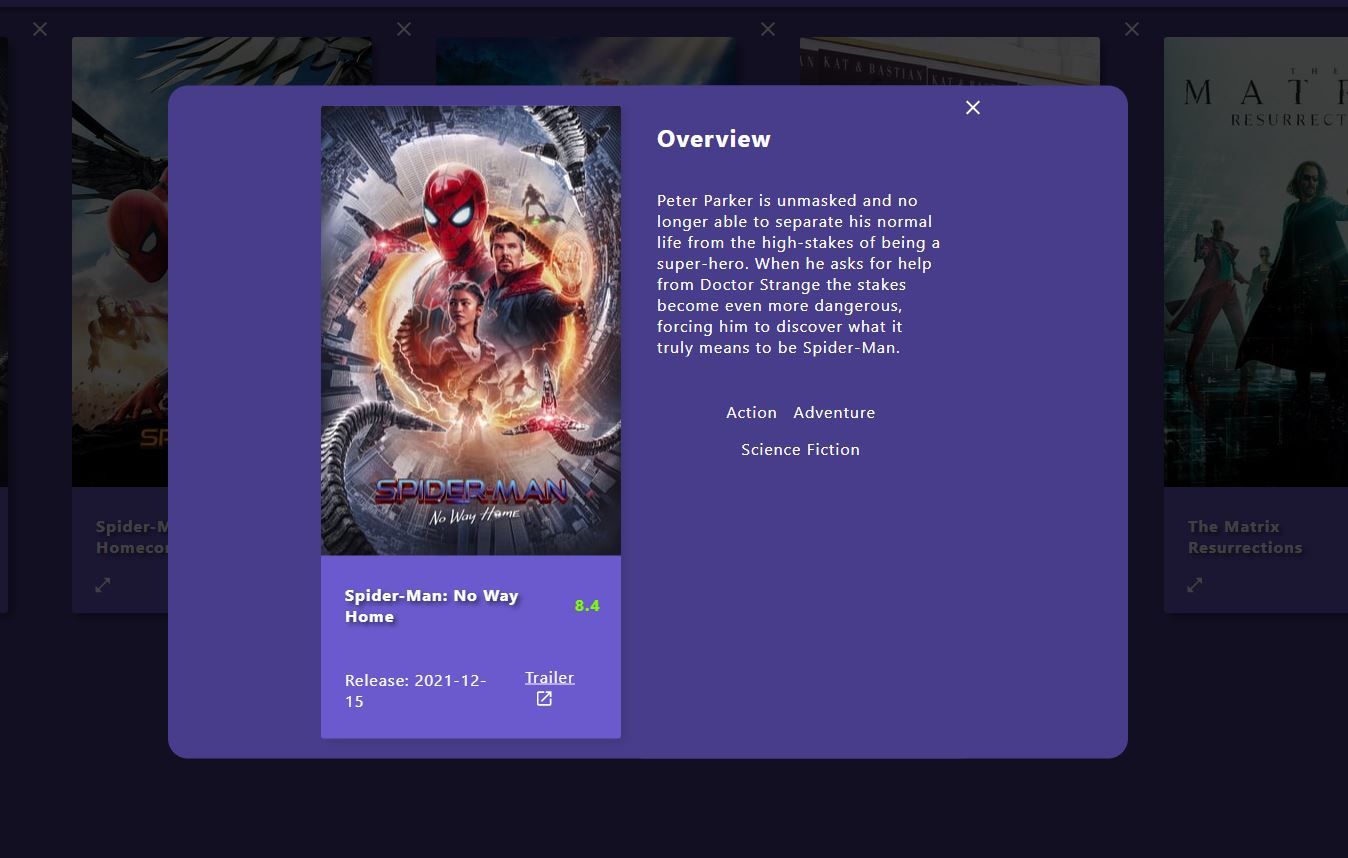 AN KAT & BASTIAN KAT & BASTIAN
THE
MATR
RESURRECT
Overview
Peter Parker is unmasked and no
longer able to separate his normal
life from the high-stakes of being a
super-hero. When he asks for help
from Doctor Strange the stakes
become even more dangerous,
forcing him to discover what it
truly means to be Spider-Man.
Action Adventure
Science Fiction
SPIDER-MAN
No Way Home
SP
Spider-M
Homecor
Spider-Man: No Way
Home
8.4
Release: 2021-12-
15
Trailer
The Matrix
Resurrections